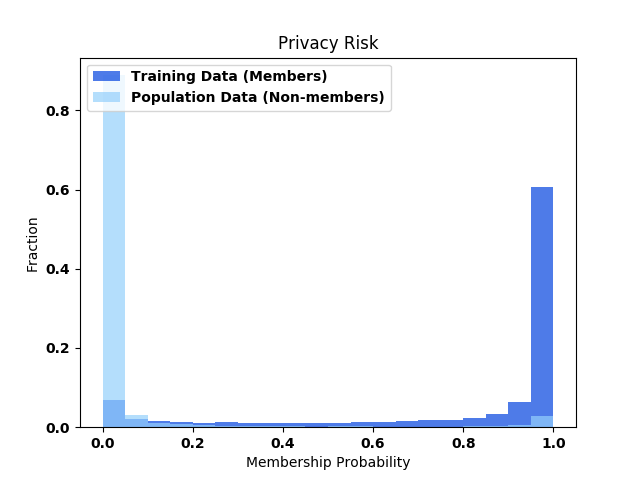 Privacy Risk
Training Data (Members)
Population Data (Non-members)
0.8
0.6
0.4
0.2
0.0
Fraction
0.0 0.2 0.4 0.6 0.8 1.0
Membership Probability